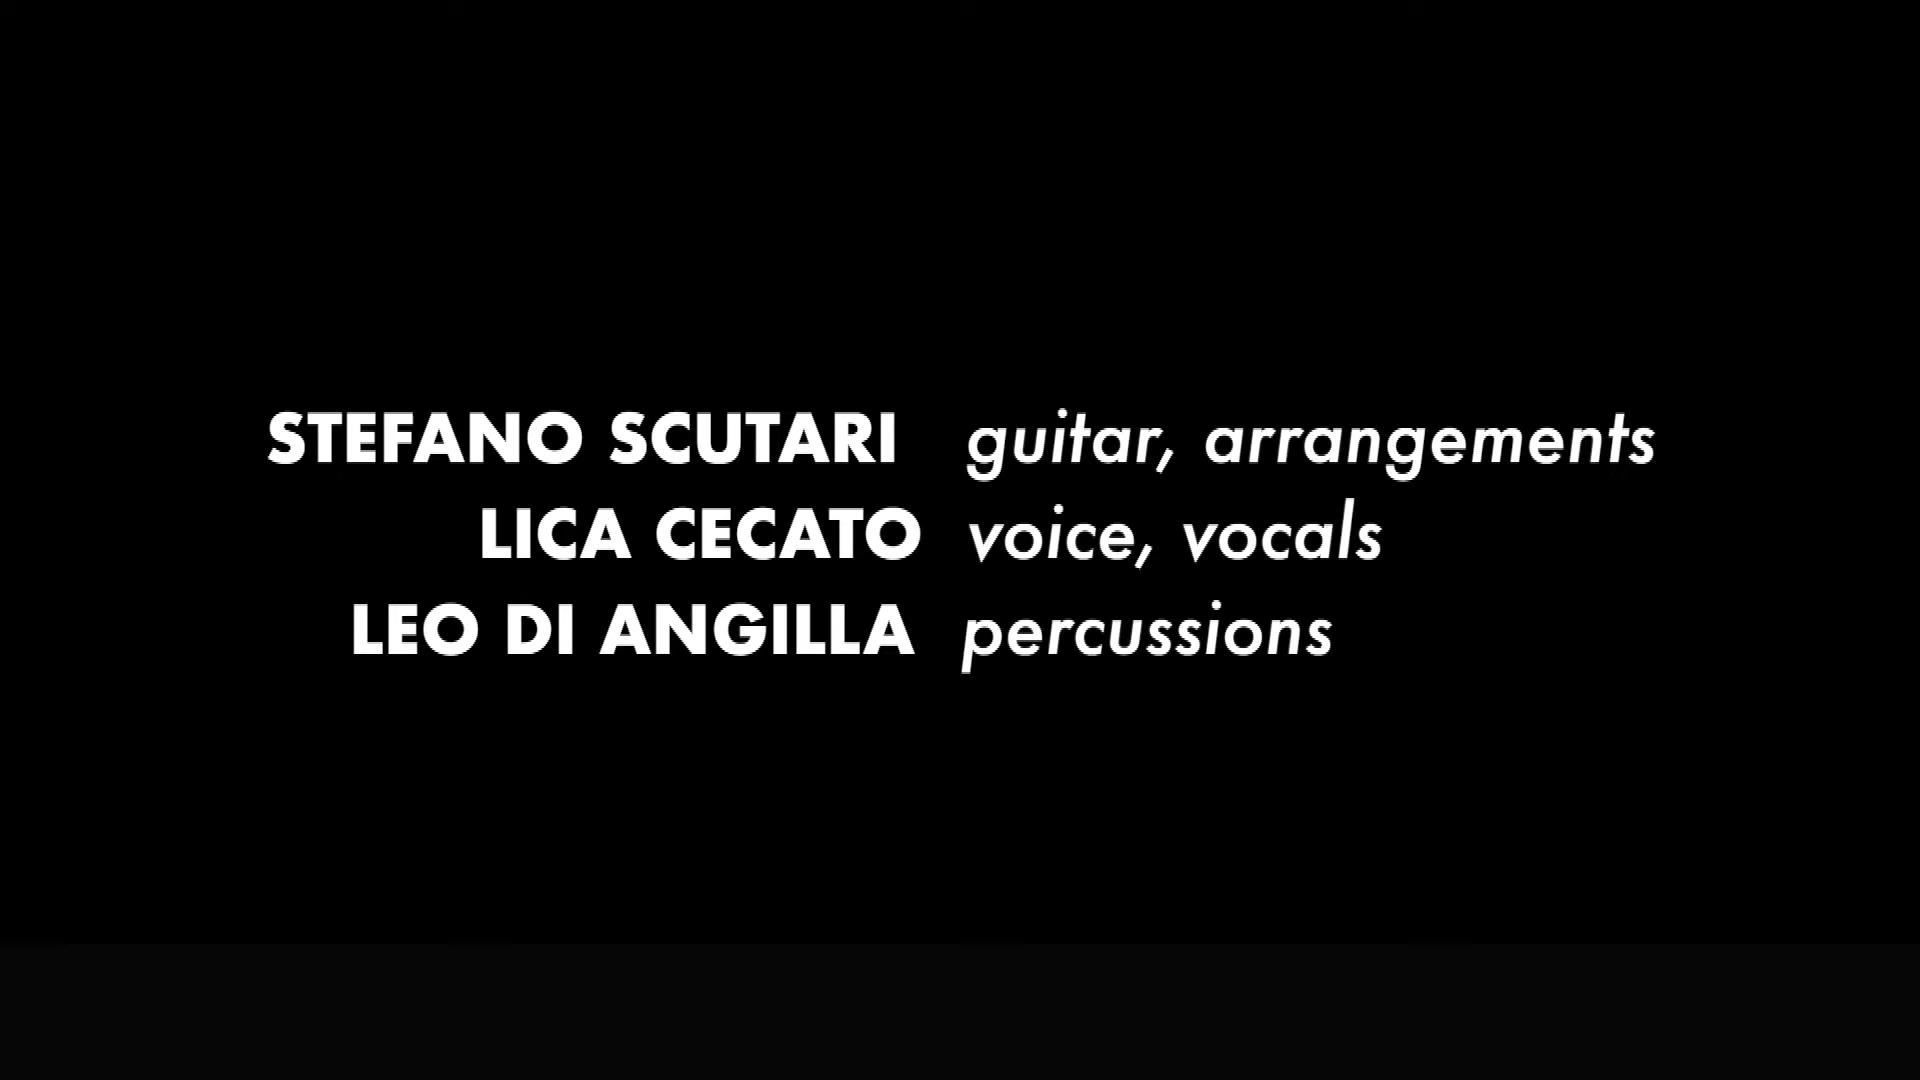 STEFANO SCUTARI guitar, arrangements
LICA CECATO voice, vocals
LEO DI ANGILLA percussions